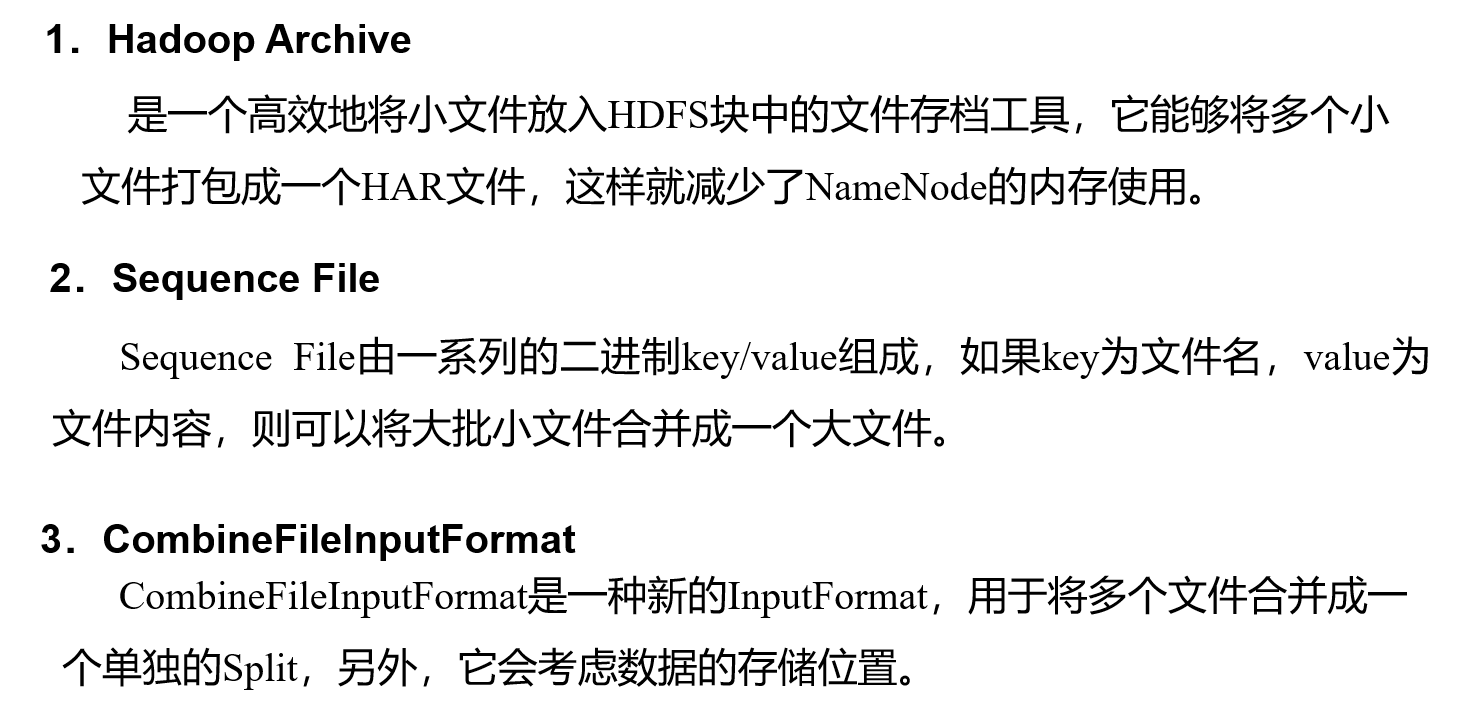 1．Hadoop Archive
是一个高效地将小文件放入HDFS块中的文件存档工具，它能够将多个小
文件打包成一个HAR文件，这样就减少了NameNode的内存使用。
2．Sequence File
Sequence File由一系列的二进制key/value组成，如果key为文件名，value为
文件内容，则可以将大批小文件合并成一个大文件。
3．CombineFileInputFormat
CombineFileInputFormat是一种新的InputFormat，用于将多个文件合并成一
个单独的Split，另外，它会考虑数据的存储位置。